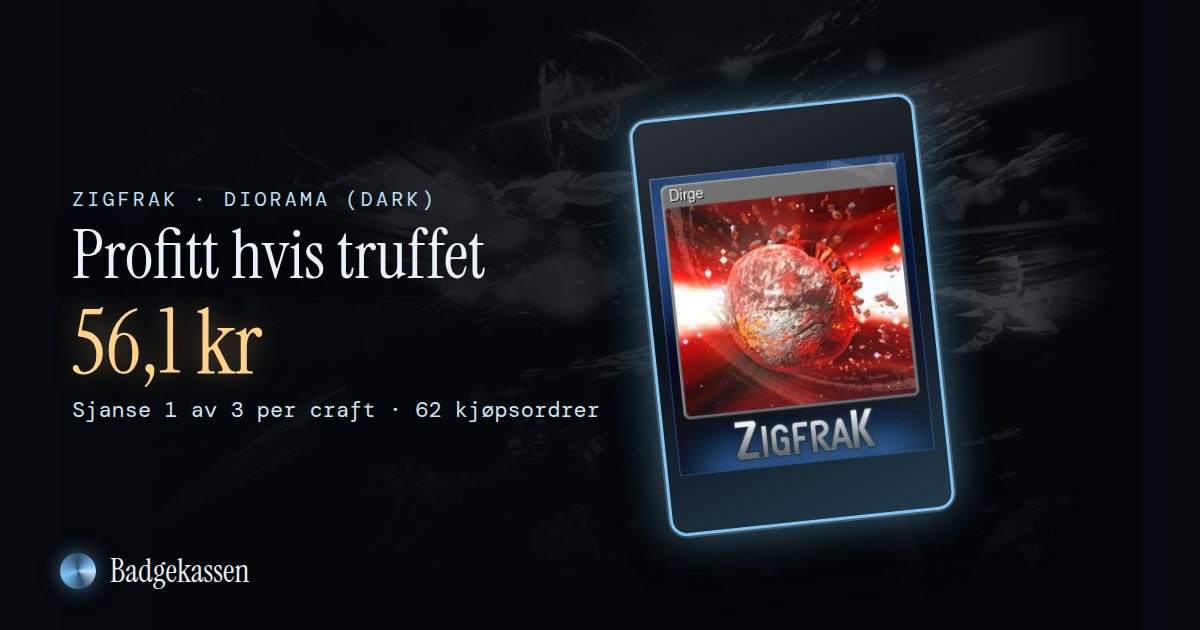 ZIGFRAK · DIORAMA (DARK)
Profitt hvis truffet
56,1 kr
Sjanse 1 av 3 per craft · 62 kjøpsordrer
Dirge
ZIGFRAK
Badgekassen